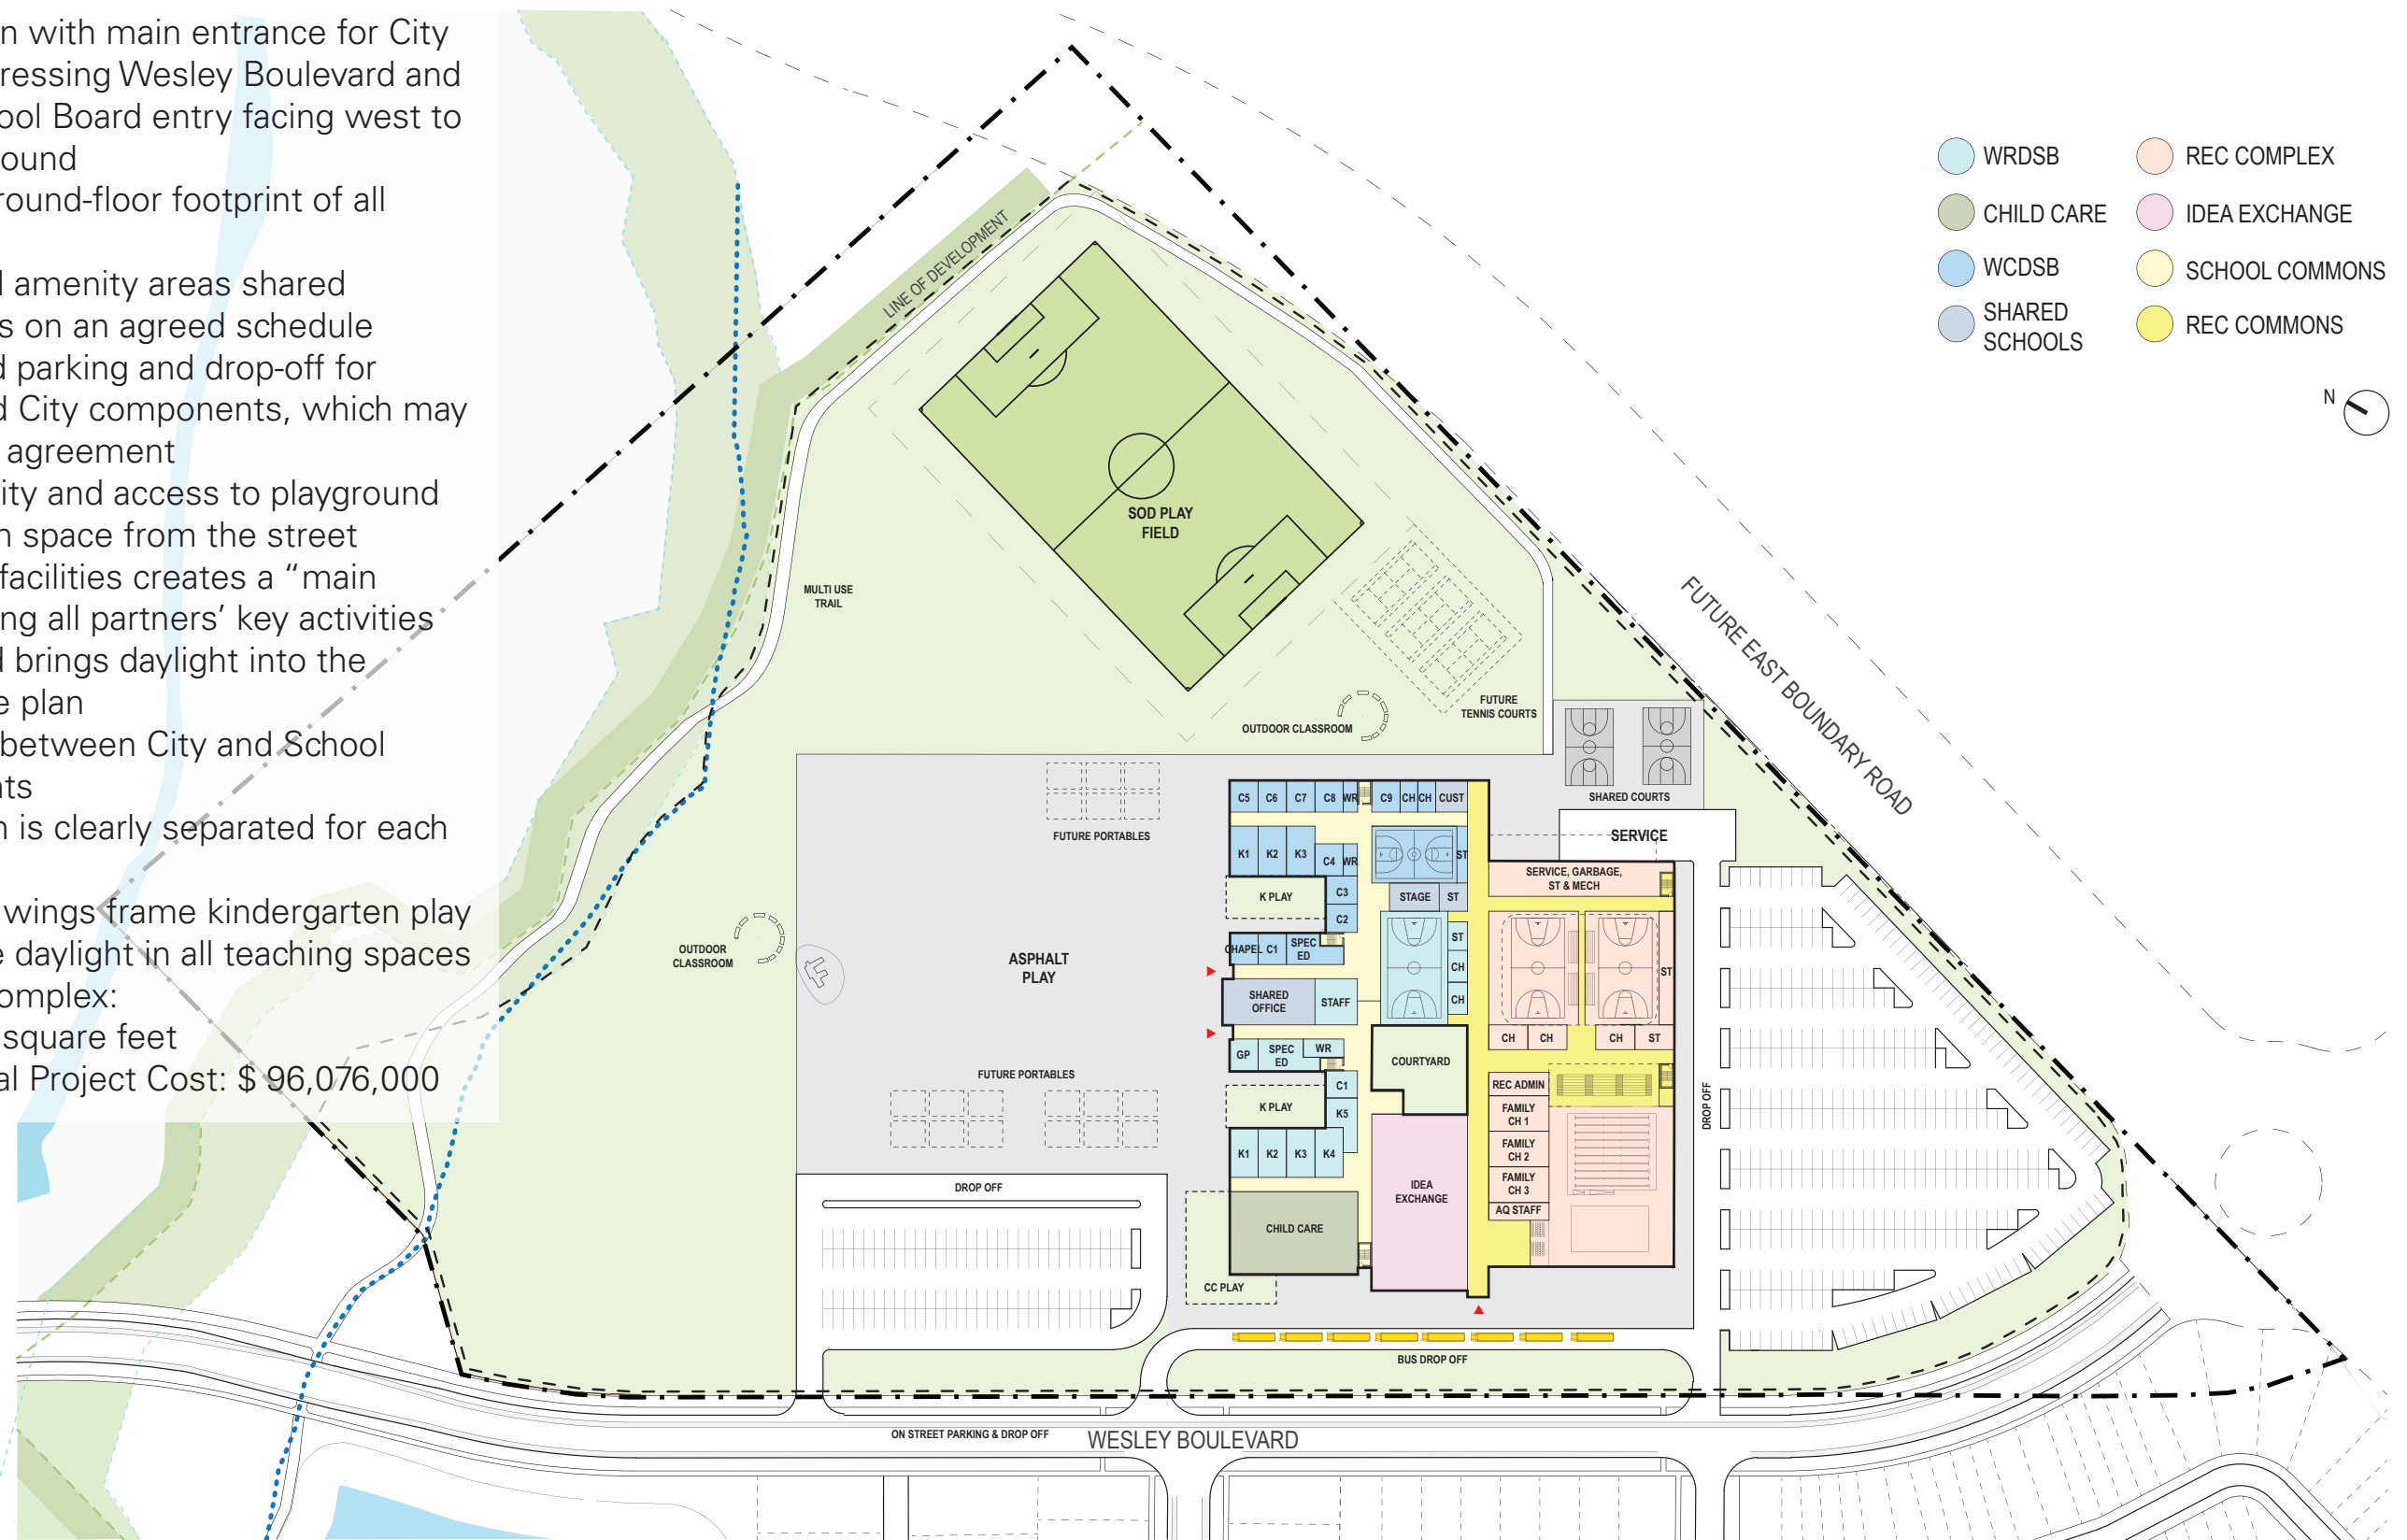 n with main entrance for City
ressing Wesley Boulevard and
ool Board entry facing west to
ound
round-floor footprint of all
l amenity areas shared
s on an agreed schedule
d parking and drop-off for
d City components, which may
agreement
ity and access to playground
n space from the street
facilities creates a “main
ng all partners’ key activities
d brings daylight into the
e plan
between City and School
nts
n is clearly separated for each
wings frame kindergarten play
e daylight in all teaching spaces
omplex:
square feet
al Project Cost: $ 96,076,000
WRDSB
CHILD CARE
WCDSB
SHARED
SCHOOLS
REC COMPLEX
IDEA EXCHANGE
SCHOOL COMMONS
REC COMMONS
N
LINE OF DEVELOPMENT
SOD PLAY
FIELD
MULTI USE
TRAIL
FUTURE EAST BOUNDARY ROAD
OUTDOOR CLASSROOM
FUTURE
TENNIS COURTS
SHARED COURTS
SERVICE
FUTURE PORTABLES
C5 C6 C7 C8 WR C9 CH CH CUST
K1 K2 K3 C4 WR ST
C3
C2
K PLAY
STAGE ST
SERVICE, GARBAGE,
ST & MECH
CHAPEL C1 SPEC
ED
ST
CH
CH
ST
OUTDOOR
CLASSROOM
ASPHALT
PLAY
SHARED
OFFICE
STAFF
GP SPEC
ED
WR
COURTYARD
CH CH CH ST
FUTURE PORTABLES
K PLAY
C1
K5
K1 K2 K3 K4
REC ADMIN
FAMILY
CH 1
FAMILY
CH 2
FAMILY
CH 3
AQ STAFF
DROP OFF
IDEA
EXCHANGE
DROP OFF
CHILD CARE
CC PLAY
BUS DROP OFF
ON STREET PARKING & DROP OFF
WESLEY BOULEVARD